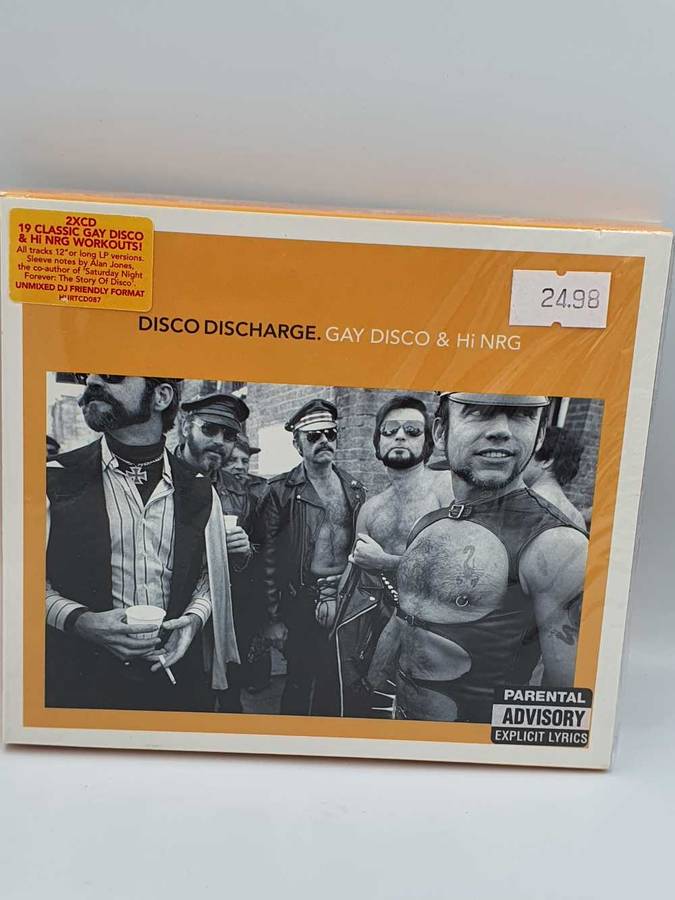 2XCD
19 CLASSIC GAY DISCO
& Hi NRG WORKOUTS!
All tracks 12" or long LP versions.
Sleeve notes by Alan Jones,
the co-author of 'Saturday Night
Forever: The Story Of Disco'.
UNMIXED DJ FRIENDLY FORMAT
HURTCD087
24.98
DISCO DISCHARGE. GAY DISCO & Hi NRG
PARENTAL
ADVISORY
EXPLICIT LYRICS